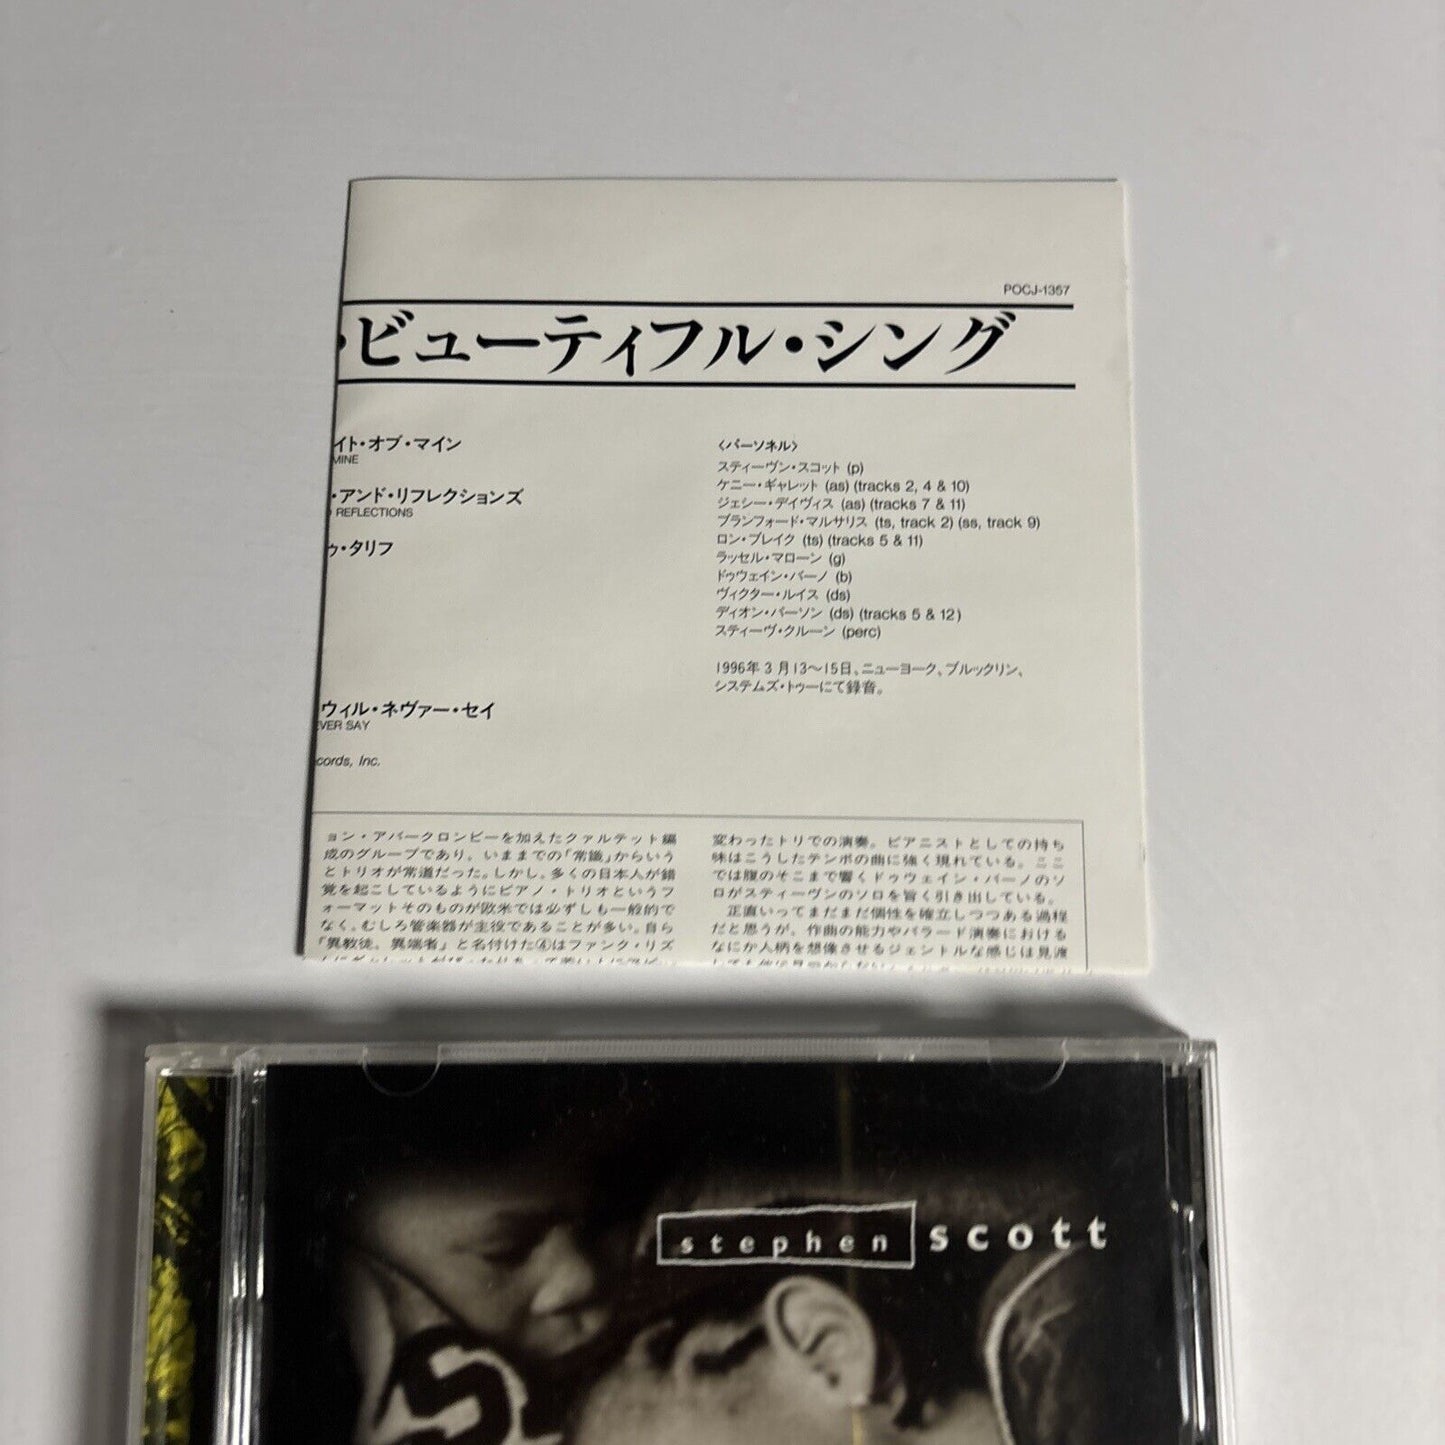 POCJ-1357
・ビューティフル・シング
イト・オブ・マイン
MINE
・アンド・リフレクションズ
REFLECTIONS
ゥ・タリフ
ウィル・ネヴァー・セイ
EVER SAY
cords, Inc.
〈パーソネル〉
スティーヴン・スコット (p)
ケニー・ギャレット (as) (tracks 2, 4 & 10)
ジェシー・デイヴィス (as) (tracks 7 & 11)
ブランフォード・マルサリス (ts, track 2) (ss, track 9)
ロン・ブレイク (ts) (tracks 5 & 11)
ラッセル・マローン (g)
ドゥウェイン・バーノ (b)
ヴィクター・ルイス (ds)
ディオン・パーソン (ds) (tracks 5 & 12)
スティーヴ・クルーン (perc)
1996年3月13〜15日、ニューヨーク、ブルックリン、
システムズ・トゥーにて録音。
ョン・アバークロンビーを加えたクァルテット編
成のグループであり、いままでの「常識」からいう
とトリオが常道だった。しかし、多くの日本人が錯
覚を起こしているようにピアノ・トリオというフ
ォーマットそのものが欧米では必ずしも一般的で
なく、むしろ管楽器が主役であることが多い。自ら
「異教徒、異端者」と名付けた④はファンク・リズ
変わったトリでの演奏。ピアニストとしての持ち
味はこうしたテンポの曲に強く現れている。ここ
では腹のそこまで響くドゥウェイン・バーノのソ
ロがスティーヴンのソロを旨く引き出している。
正直いってまだまだ個性を確立しつつある過程
だと思うが、作曲の能力やバラード演奏における
なにか人柄を想像させるジェントルな感じは見渡
stephen scott